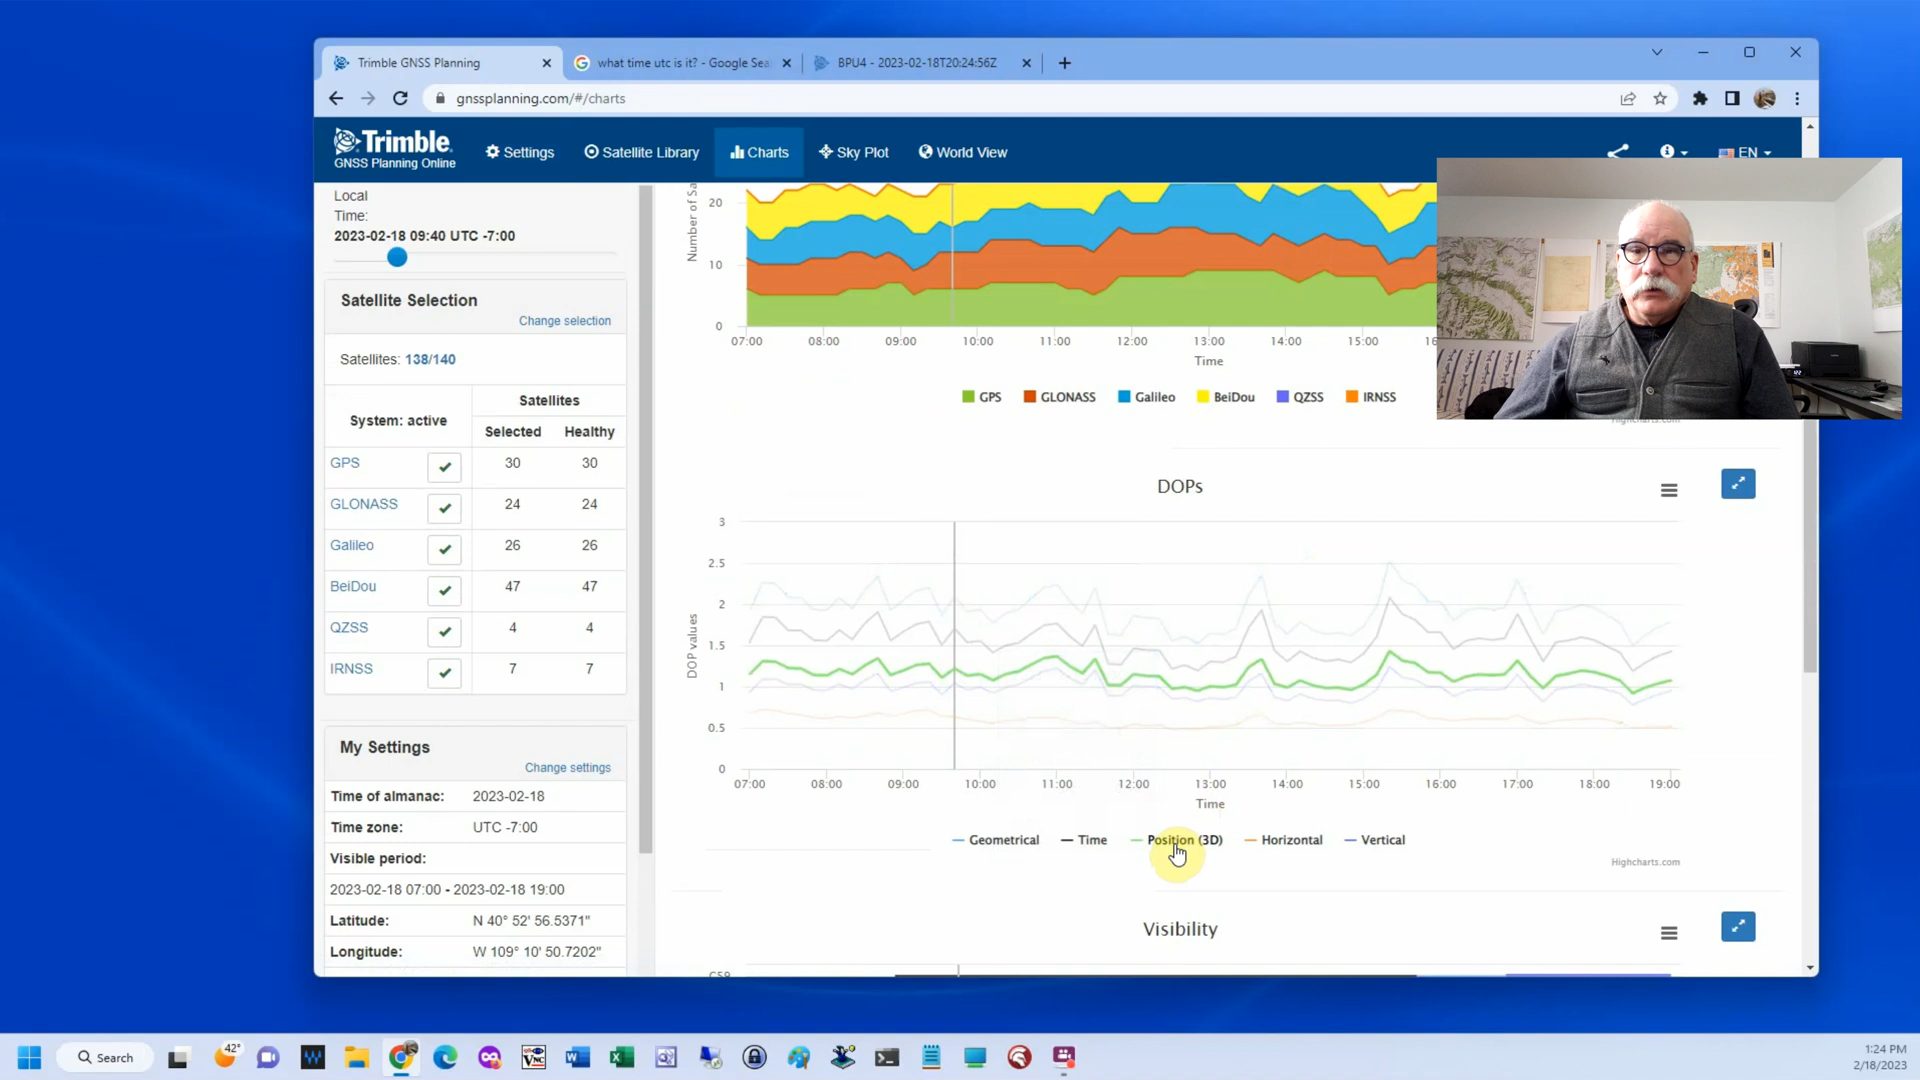 Trimble GNSS Planning
what time utc is it? - Google Sea
BPU4 - 2023-02-18T20:24:56Z
gnssplanning.com/#/charts
Trimble.
GNSS Planning Online
Settings
Satellite Library
Charts
Sky Plot
World View
EN
Local
Time:
2023-02-18 09:40 UTC -7:00
Satellite Selection
Change selection
Satellites: 138/140
System: active
Satellites
Selected Healthy
GPS 30 30
GLONASS 24 24
Galileo 26 26
BeiDou 47 47
QZSS 4 4
IRNSS 7 7
My Settings
Change settings
Time of almanac: 2023-02-18
Time zone: UTC -7:00
Visible period:
2023-02-18 07:00 - 2023-02-18 19:00
Latitude: N 40° 52' 56.5371"
Longitude: W 109° 10' 50.7202"
Number of Sa
20
10
0
07:00 08:00 09:00 10:00 11:00 12:00 13:00 14:00 15:00 16
Time
GPS GLONASS Galileo BeiDou QZSS IRNSS
Highcharts.com
DOPs
DOP values
3
2.5
2
1.5
1
0.5
0
07:00 08:00 09:00 10:00 11:00 12:00 13:00 14:00 15:00 16:00 17:00 18:00 19:00
Time
Geometrical Time Position (3D) Horizontal Vertical
Highcharts.com
Visibility
C59
42°
Search
1:24 PM
2/18/2023